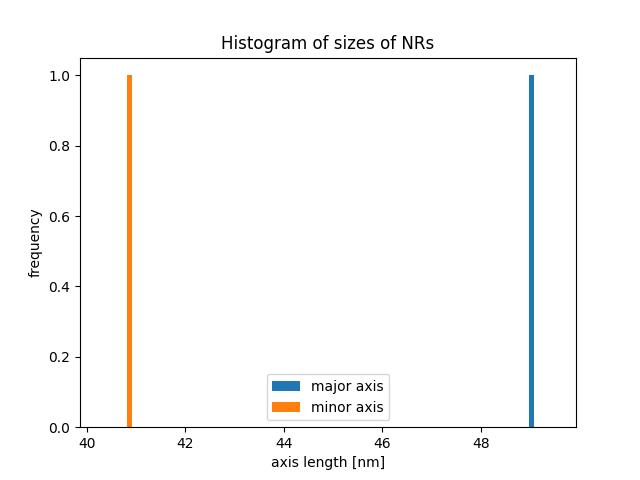 Histogram of sizes of NRs
1.0
0.8
0.6
0.4
0.2
0.0
frequency
major axis
minor axis
40 42 44 46 48
axis length [nm]